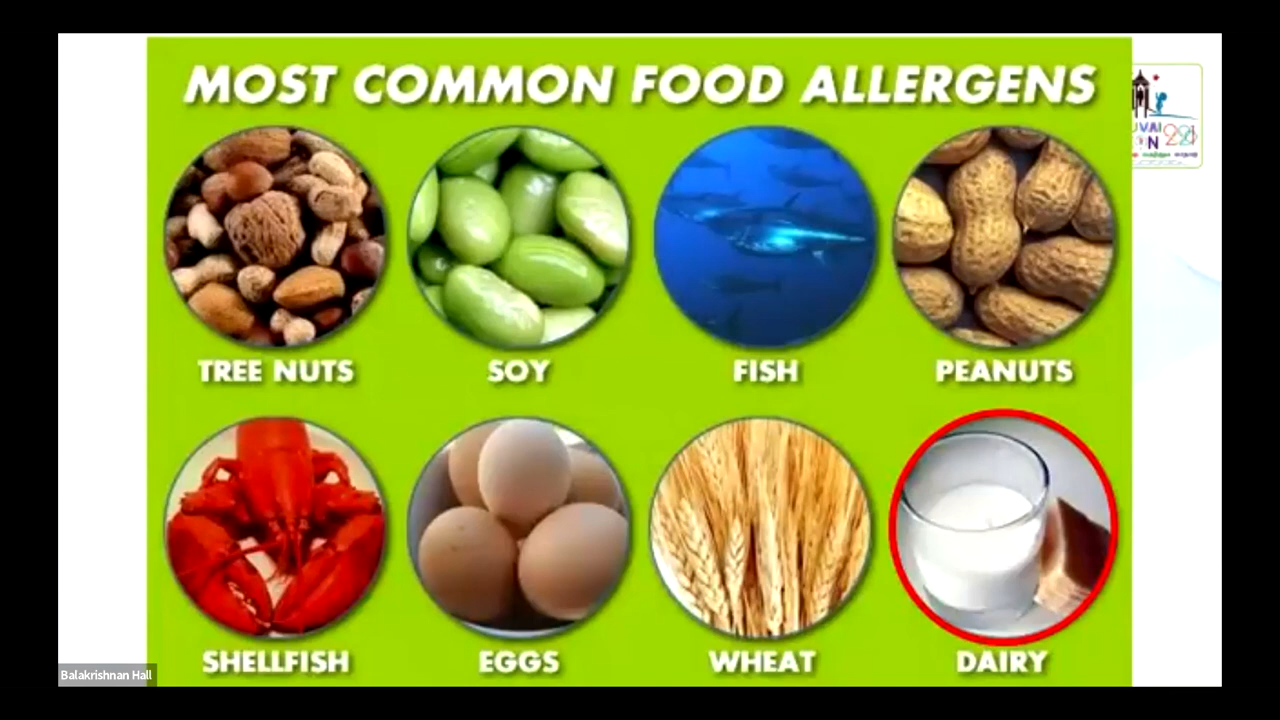 MOST COMMON FOOD ALLERGENS
TREE NUTS
SOY
FISH
PEANUTS
SHELLFISH
EGGS
WHEAT
DAIRY
Balakrishnan Hall